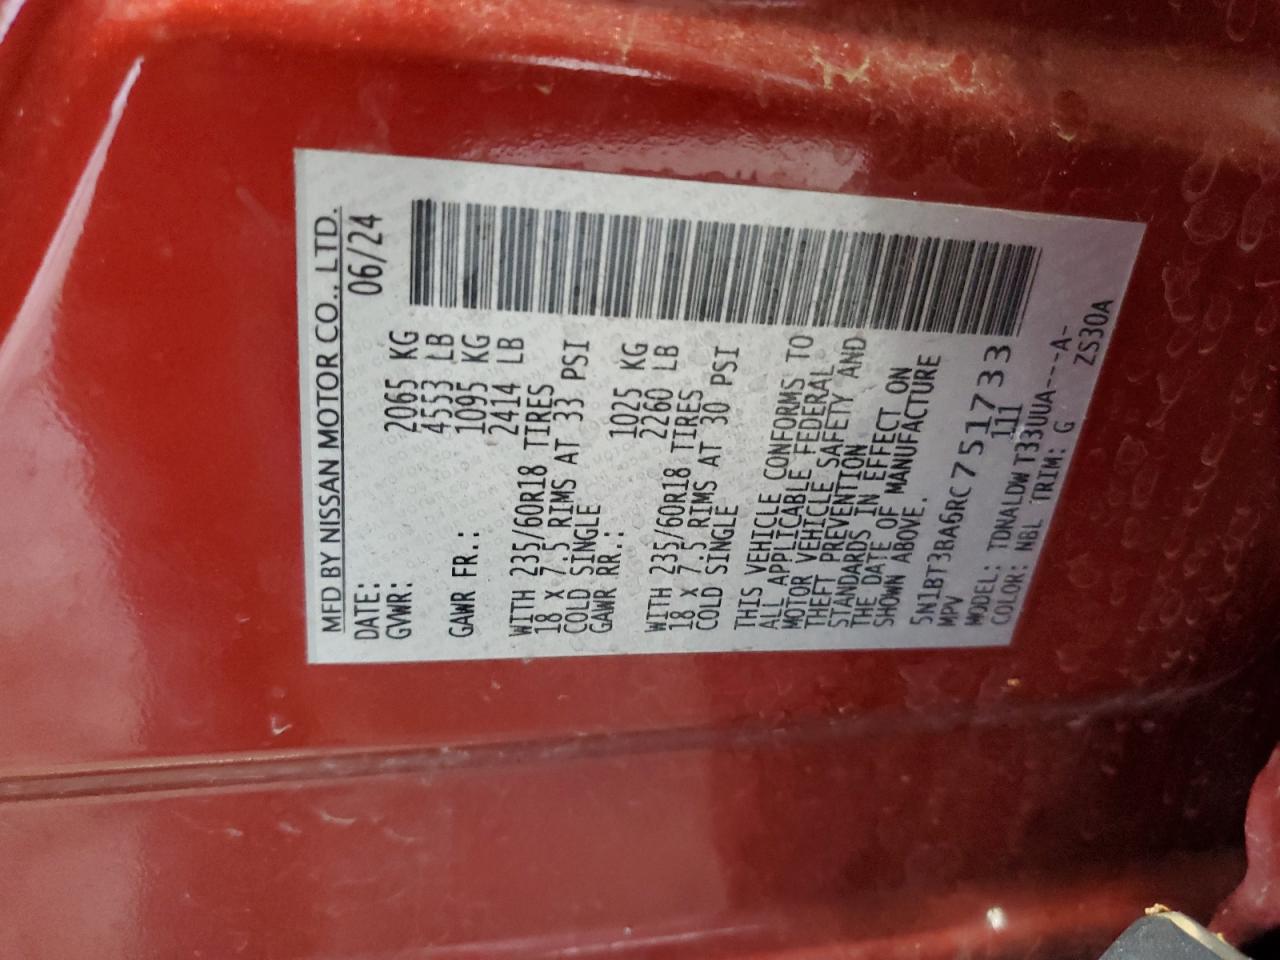 MFD BY NISSAN MOTOR CO., LTD.
DATE: 06/24
GVWR: 2065 KG
4553 LB
GAWR FR.: 1095 KG
2414 LB
WITH 235/60R18 TIRES
18 X 7.5 RIMS AT 33 PSI
COLD SINGLE
GAWR RR.: 1025 KG
2260 LB
WITH 235/60R18 TIRES
18 X 7.5 RIMS AT 30 PSI
COLD SINGLE
THIS VEHICLE CONFORMS TO
ALL APPLICABLE FEDERAL
MOTOR VEHICLE SAFETY AND
THEFT PREVENTION
STANDARDS IN EFFECT ON
THE DATE OF MANUFACTURE
SHOWN ABOVE.
5N1BT3BA6RC751733
MPV 111
MODEL: TDNALDWT33UUA---A-
COLOR: NBL TRIM: G ZS30A